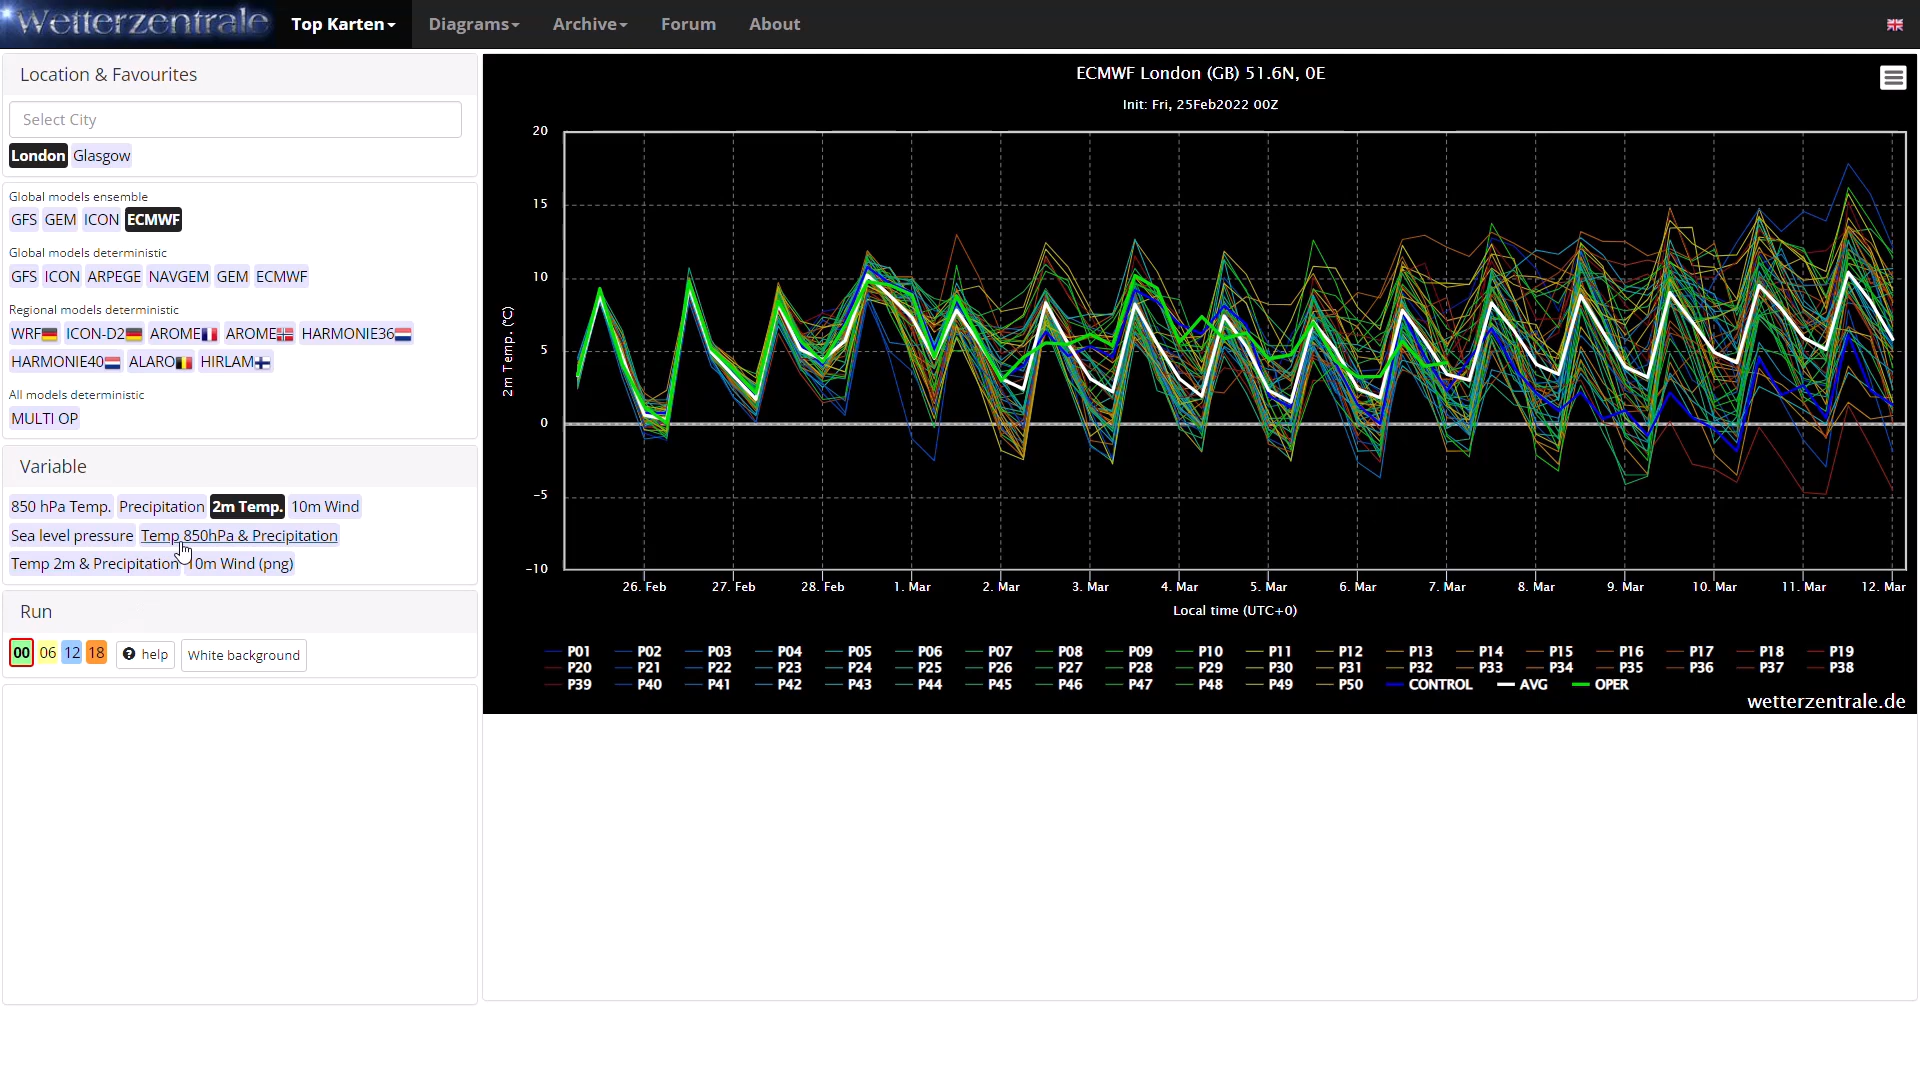 Wetterzentrale Top Karten Diagrams Archive Forum About
Location & Favourites
Select City
London Glasgow
Global models ensemble
GFS GEM ICON ECMWF
Global models deterministic
GFS ICON ARPEGE NAVGEM GEM ECMWF
Regional models deterministic
WRF ICON-D2 AROME AROME HARMONIE36
HARMONIE40 ALARO HIRLAM
All models deterministic
MULTI OP
Variable
850 hPa Temp. Precipitation 2m Temp. 10m Wind
Sea level pressure Temp 850hPa & Precipitation
Temp 2m & Precipitation 10m Wind (png)
Run
00 06 12 18 help White background
ECMWF London (GB) 51.6N, 0E
Init: Fri, 25Feb2022 00Z
20
15
10
5
0
-5
-10
2m Temp. (°C)
26. Feb 27. Feb 28. Feb 1. Mar 2. Mar 3. Mar 4. Mar 5. Mar 6. Mar 7. Mar 8. Mar 9. Mar 10. Mar 11. Mar 12. Mar
Local time (UTC+0)
P01 P02 P03 P04 P05 P06 P07 P08 P09 P10 P11 P12 P13 P14 P15 P16 P17 P18 P19
P20 P21 P22 P23 P24 P25 P26 P27 P28 P29 P30 P31 P32 P33 P34 P35 P36 P37 P38
P39 P40 P41 P42 P43 P44 P45 P46 P47 P48 P49 P50 CONTROL AVG OPER
wetterzentrale.de